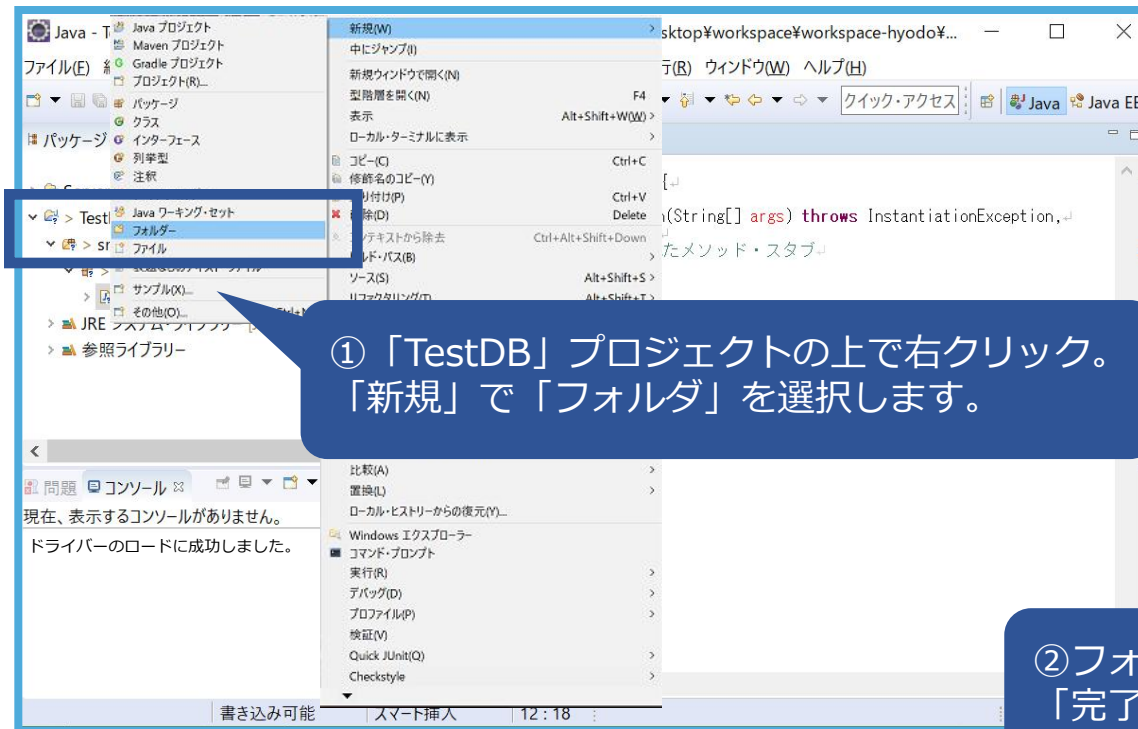 Java - T
sktop¥workspace¥workspace-hyodo¥...
ファイル(E)
行(R) ウィンドウ(W) ヘルプ(H)
クイック・アクセス
Java
Java EE
パッケージ
Java プロジェクト
Maven プロジェクト
Gradle プロジェクト
プロジェクト(R)...
パッケージ
クラス
インターフェース
列挙型
注釈
Java ワーキング・セット
フォルダー
ファイル
サンプル(X)...
その他(O)...
新規(W)
中にジャンプ(I)
新規ウィンドウで開く(N)
型階層を開く(N) F4
表示 Alt+Shift+W(W) >
ローカル・ターミナルに表示
コピー(C) Ctrl+C
修飾名のコピー(Y)
り付け(P) Ctrl+V
除(D) Delete
ンテキストから除去 Ctrl+Alt+Shift+Down
ルド・パス(B)
ソース(S) Alt+Shift+S >
リファクタリング(T) Alt+Shift+T >
> Test
> sr
JRE システム・ライブラリー
参照ライブラリー
{
n(String[] args) throws InstantiationException,
たメソッド・スタブ
①「TestDB」プロジェクトの上で右クリック。
「新規」で「フォルダ」を選択します。
比較(A)
置換(L)
ローカル・ヒストリーからの復元(Y)...
Windows エクスプローラー
コマンド・プロンプト
実行(R)
デバッグ(D)
プロファイル(P)
検証(V)
Quick JUnit(Q)
Checkstyle
問題 コンソール
現在、表示するコンソールがありません。
ドライバーのロードに成功しました。
②フォ
「完了
書き込み可能
スマート挿入
12 : 18